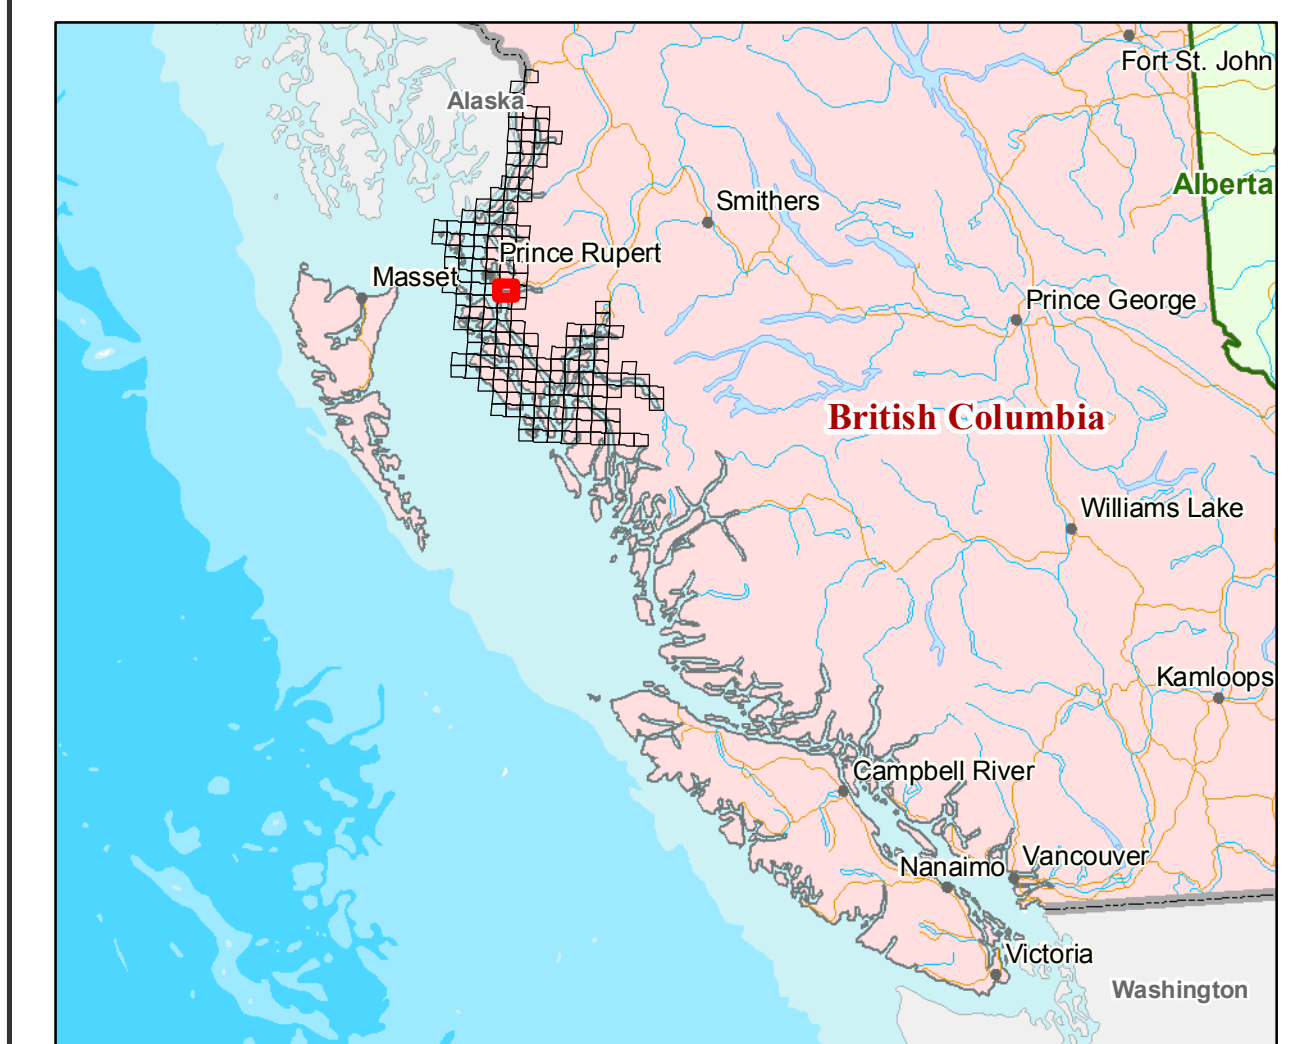 Fort St. John
Alaska
Alberta
Smithers
Prince Rupert
Masset
Prince George
British Columbia
Williams Lake
Kamloops
Campbell River
Vancouver
Nanaimo
Victoria
Washington